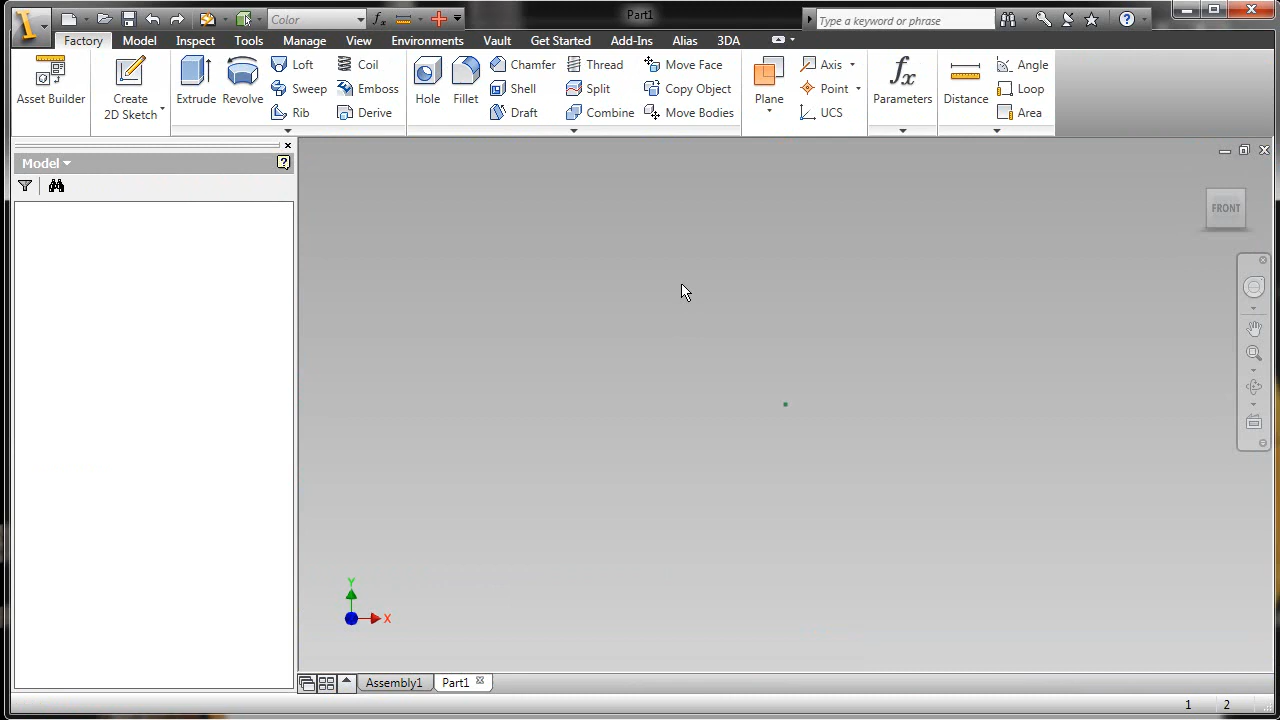 Color
Part1
Type a keyword or phrase
Factory Model Inspect Tools Manage View Environments Vault Get Started Add-Ins Alias 3DA
Asset Builder
Create
2D Sketch
Extrude
Revolve
Loft
Sweep
Rib
Coil
Emboss
Derive
Hole
Fillet
Chamfer
Shell
Draft
Thread
Split
Combine
Move Face
Copy Object
Move Bodies
Plane
Axis
Point
UCS
fx
Parameters
Distance
Angle
Loop
Area
Model
FRONT
Y
X
Assembly1 Part1
1 2